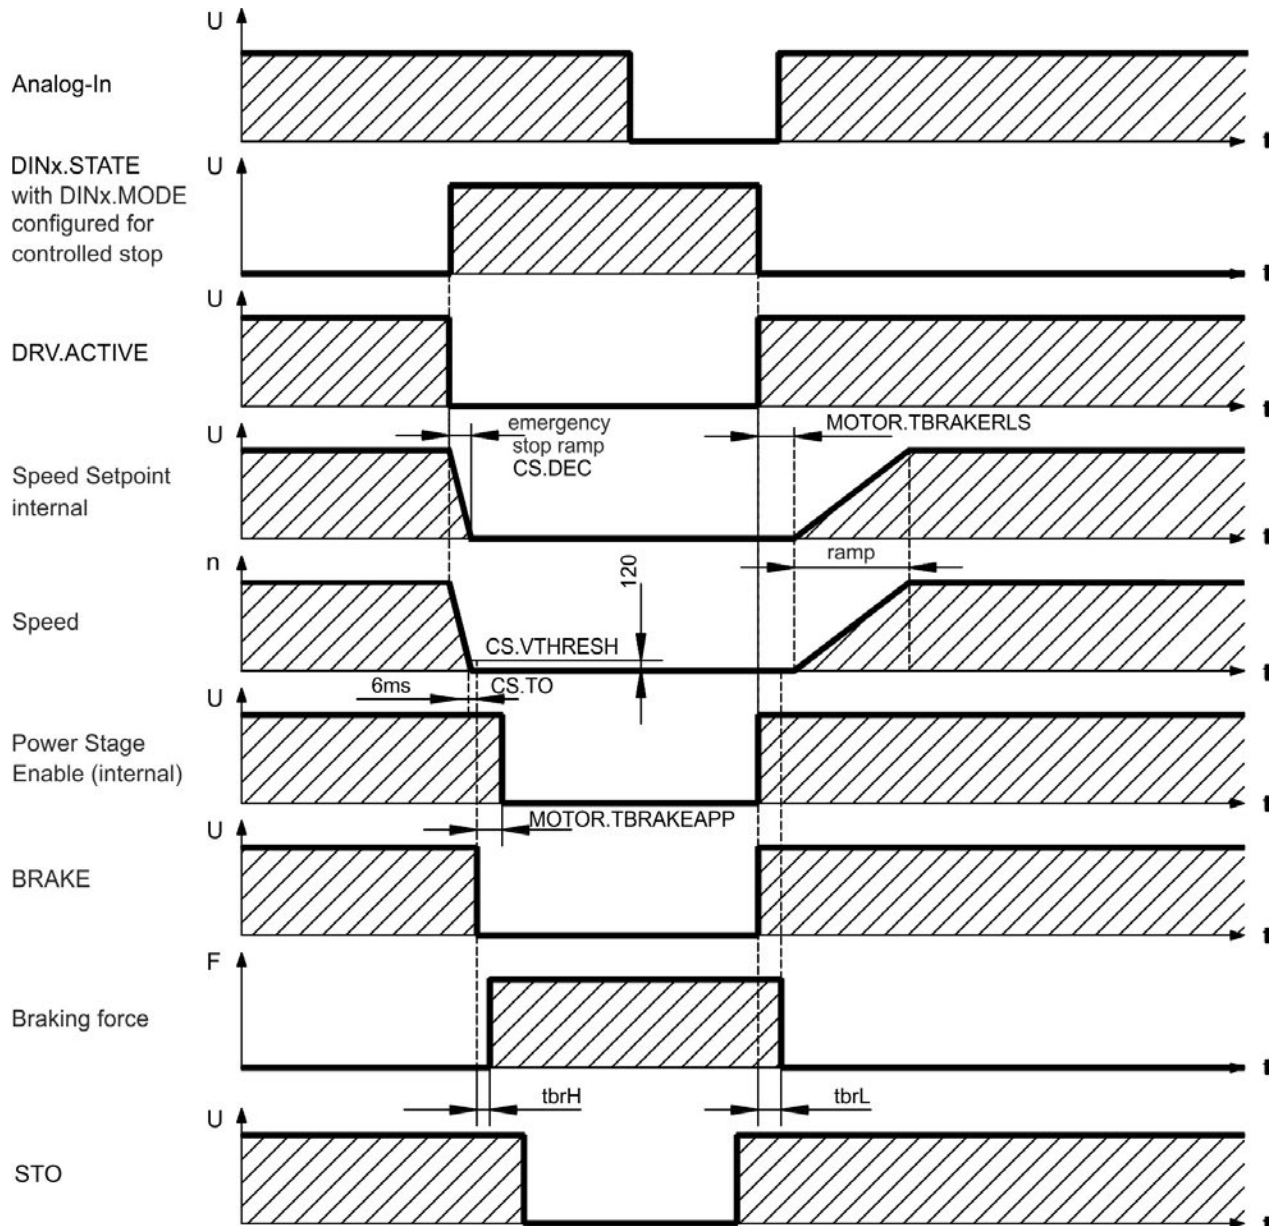 U
Analog-In
t
DINx.STATE
with DINx.MODE
configured for
controlled stop
U
t
U
DRV.ACTIVE
t
U
emergency
stop ramp
CS.DEC
MOTOR.TBRAKERLS
Speed Setpoint
internal
t
n
120
ramp
Speed
CS.VTHRESH
t
6ms
CS.TO
U
Power Stage
Enable (internal)
t
MOTOR.TBRAKEAPP
U
BRAKE
t
F
Braking force
t
tbrH
tbrL
U
STO
t